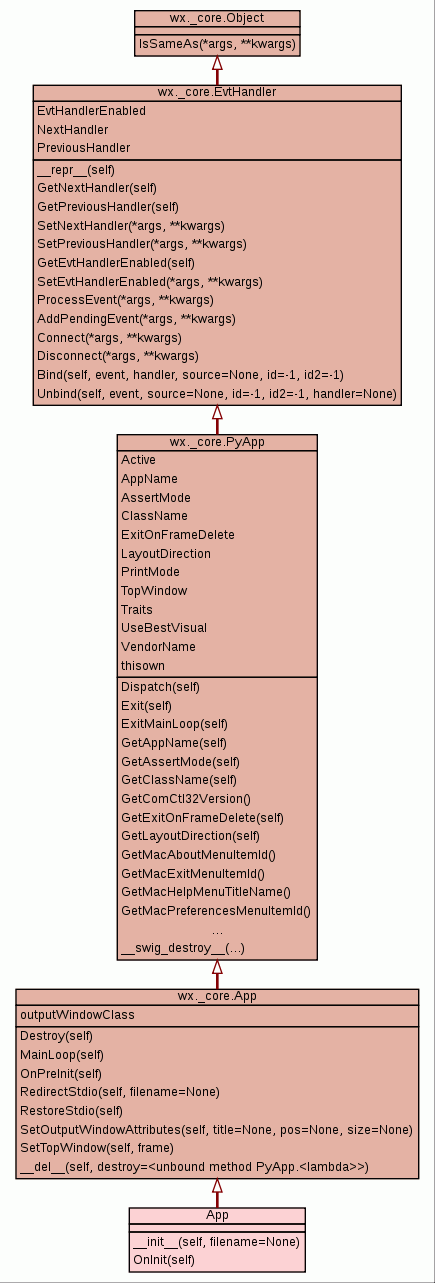 wx._core.Object
IsSameAs(*args, **kwargs)
wx._core.EvtHandler
EvtHandlerEnabled
NextHandler
PreviousHandler
__repr__(self)
GetNextHandler(self)
GetPreviousHandler(self)
SetNextHandler(*args, **kwargs)
SetPreviousHandler(*args, **kwargs)
GetEvtHandlerEnabled(self)
SetEvtHandlerEnabled(*args, **kwargs)
ProcessEvent(*args, **kwargs)
AddPendingEvent(*args, **kwargs)
Connect(*args, **kwargs)
Disconnect(*args, **kwargs)
Bind(self, event, handler, source=None, id=-1, id2=-1)
Unbind(self, event, source=None, id=-1, id2=-1, handler=None)
wx._core.PyApp
Active
AppName
AssertMode
ClassName
ExitOnFrameDelete
LayoutDirection
PrintMode
TopWindow
Traits
UseBestVisual
VendorName
thisown
Dispatch(self)
Exit(self)
ExitMainLoop(self)
GetAppName(self)
GetAssertMode(self)
GetClassName(self)
GetComCtl32Version()
GetExitOnFrameDelete(self)
GetLayoutDirection(self)
GetMacAboutMenuItemId()
GetMacExitMenuItemId()
GetMacHelpMenuTitleName()
GetMacPreferencesMenuItemId()
...
__swig_destroy__(...)
wx._core.App
outputWindowClass
Destroy(self)
MainLoop(self)
OnPreInit(self)
RedirectStdio(self, filename=None)
RestoreStdio(self)
SetOutputWindowAttributes(self, title=None, pos=None, size=None)
SetTopWindow(self, frame)
__del__(self, destroy=<unbound method PyApp.<lambda>>)
App
__init__(self, filename=None)
OnInit(self)